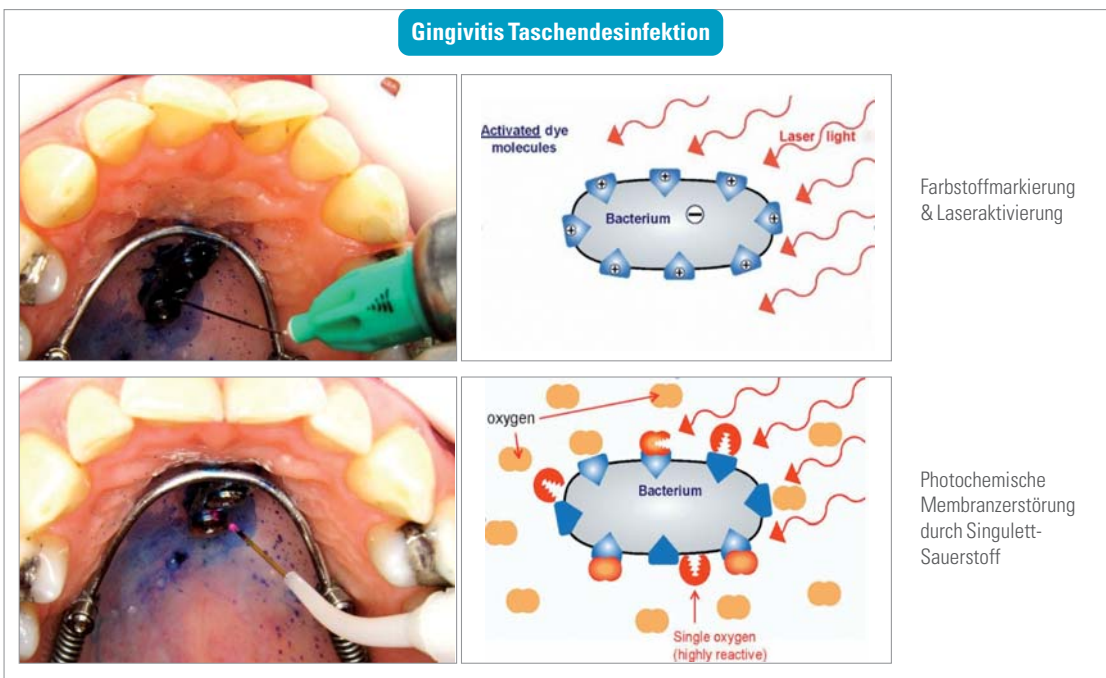 Gingivitis Taschendesinfektion
Activated dye
molecules
Laser light
Bacterium
Farbstoffmarkierung
& Laseraktivierung
oxygen
Bacterium
Single oxygen
(highly reactive)
Photochemische
Membranzerstörung
durch Singulett-
Sauerstoff